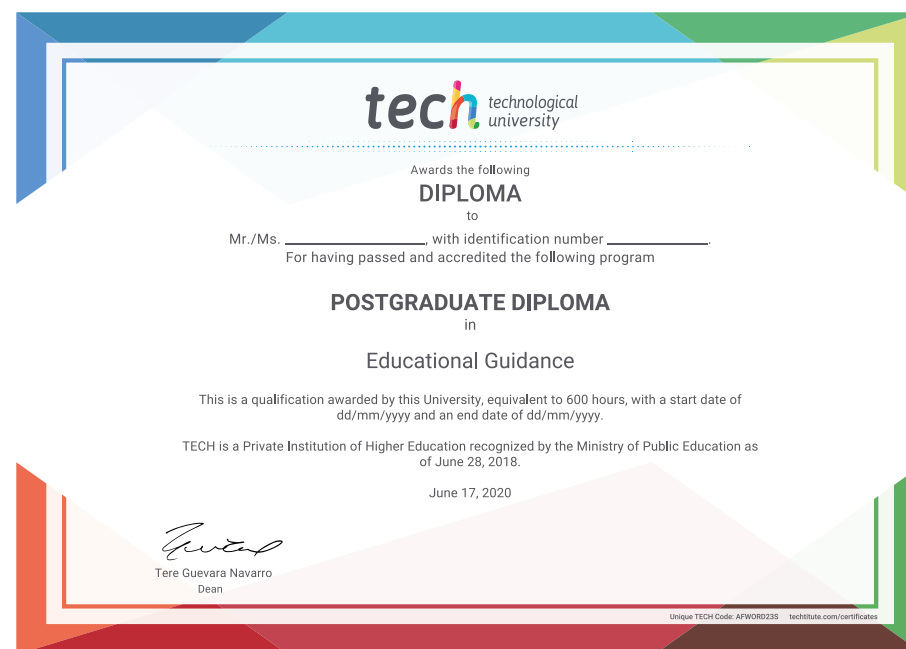 tech technological
university
Awards the following
DIPLOMA
to
Mr./Ms. ____________________, with identification number ______________.
For having passed and accredited the following program
POSTGRADUATE DIPLOMA
in
Educational Guidance
This is a qualification awarded by this University, equivalent to 600 hours, with a start date of
dd/mm/yyyy and an end date of dd/mm/yyyy.
TECH is a Private Institution of Higher Education recognized by the Ministry of Public Education as
of June 28, 2018.
June 17, 2020
Tere Guevara Navarro
Dean
Unique TECH Code: AFWORD23S techtitute.com/certificates